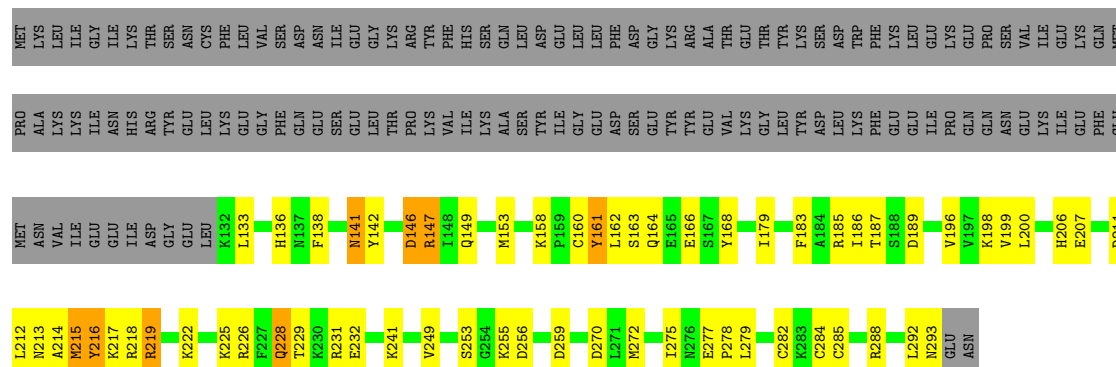 MET LYS LEU ILE GLY ILE LYS THR SER ASN CYS PHE LEU VAL SER ASP ASN ILE GLU GLY LYS ARG TYR PHE HIS SER GLN LEU ASP GLU LEU LEU PHE ASP GLY LYS ARG ALA THR GLU THR TYR LYS SER ASP TRP PHE LYS LEU GLU LYS GLU PRO SER VAL ILE GLU LYS GLN MET
PRO ALA LYS LYS ILE ASN HIS ARG TYR GLU LEU LYS GLU GLY PHE GLN GLU SER GLU LEU THR PRO LYS VAL ILE LYS ALA SER TYR ILE GLY GLU ASP SER GLU TYR TYR GLU VAL LYS GLY LEU TYR ASP LEU LYS PHE GLU GLU ILE PRO GLN GLN ASN GLU LYS ILE GLU PHE
MET ASN VAL ILE GLU GLU ILE ASP GLY GLU LEU K132 L133 H136 N137 F138 N141 Y142 D146 R147 I148 Q149 M153 K158 P159 C160 Y161 L162 S163 Q164 E165 E166 S167 Y168 I179 F183 A184 R185 I186 T187 S188 D189 V196 V197 K198 V199 L200 H206 E207
L212 N213 A214 M215 Y216 K217 R218 R219 K222 K225 R226 F227 Q228 T229 K230 R231 E232 K241 V249 S253 G254 K255 D256 D259 D270 L271 M272 I275 N276 E277 P278 L279 C282 K283 C284 C285 R288 L292 N293 GLU ASN